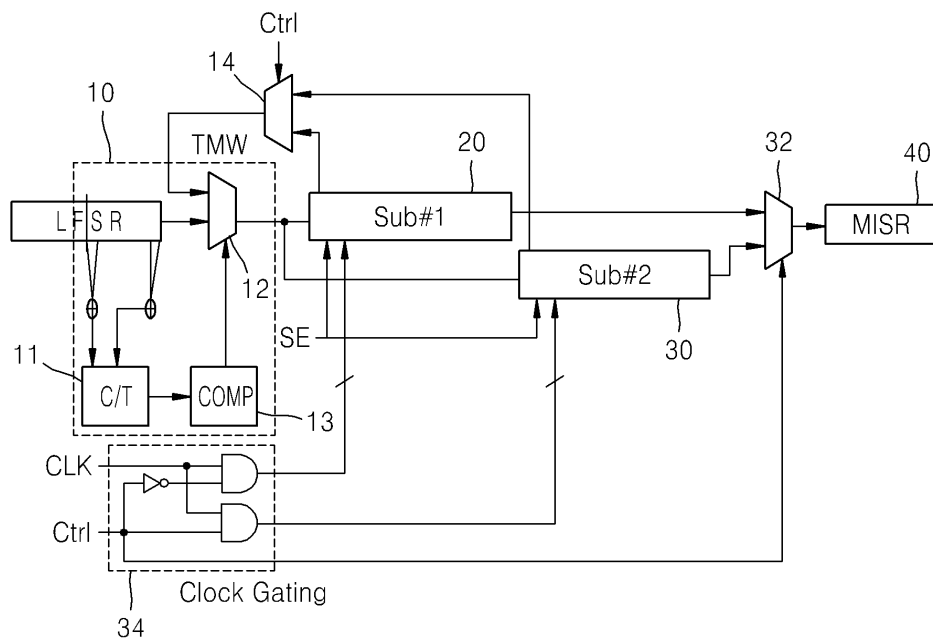 Ctrl
14
10
TMW
20
32
40
LFSR
Sub#1
MISR
12
Sub#2
SE
30
11
C/T
COMP
13
CLK
Ctrl
Clock Gating
34